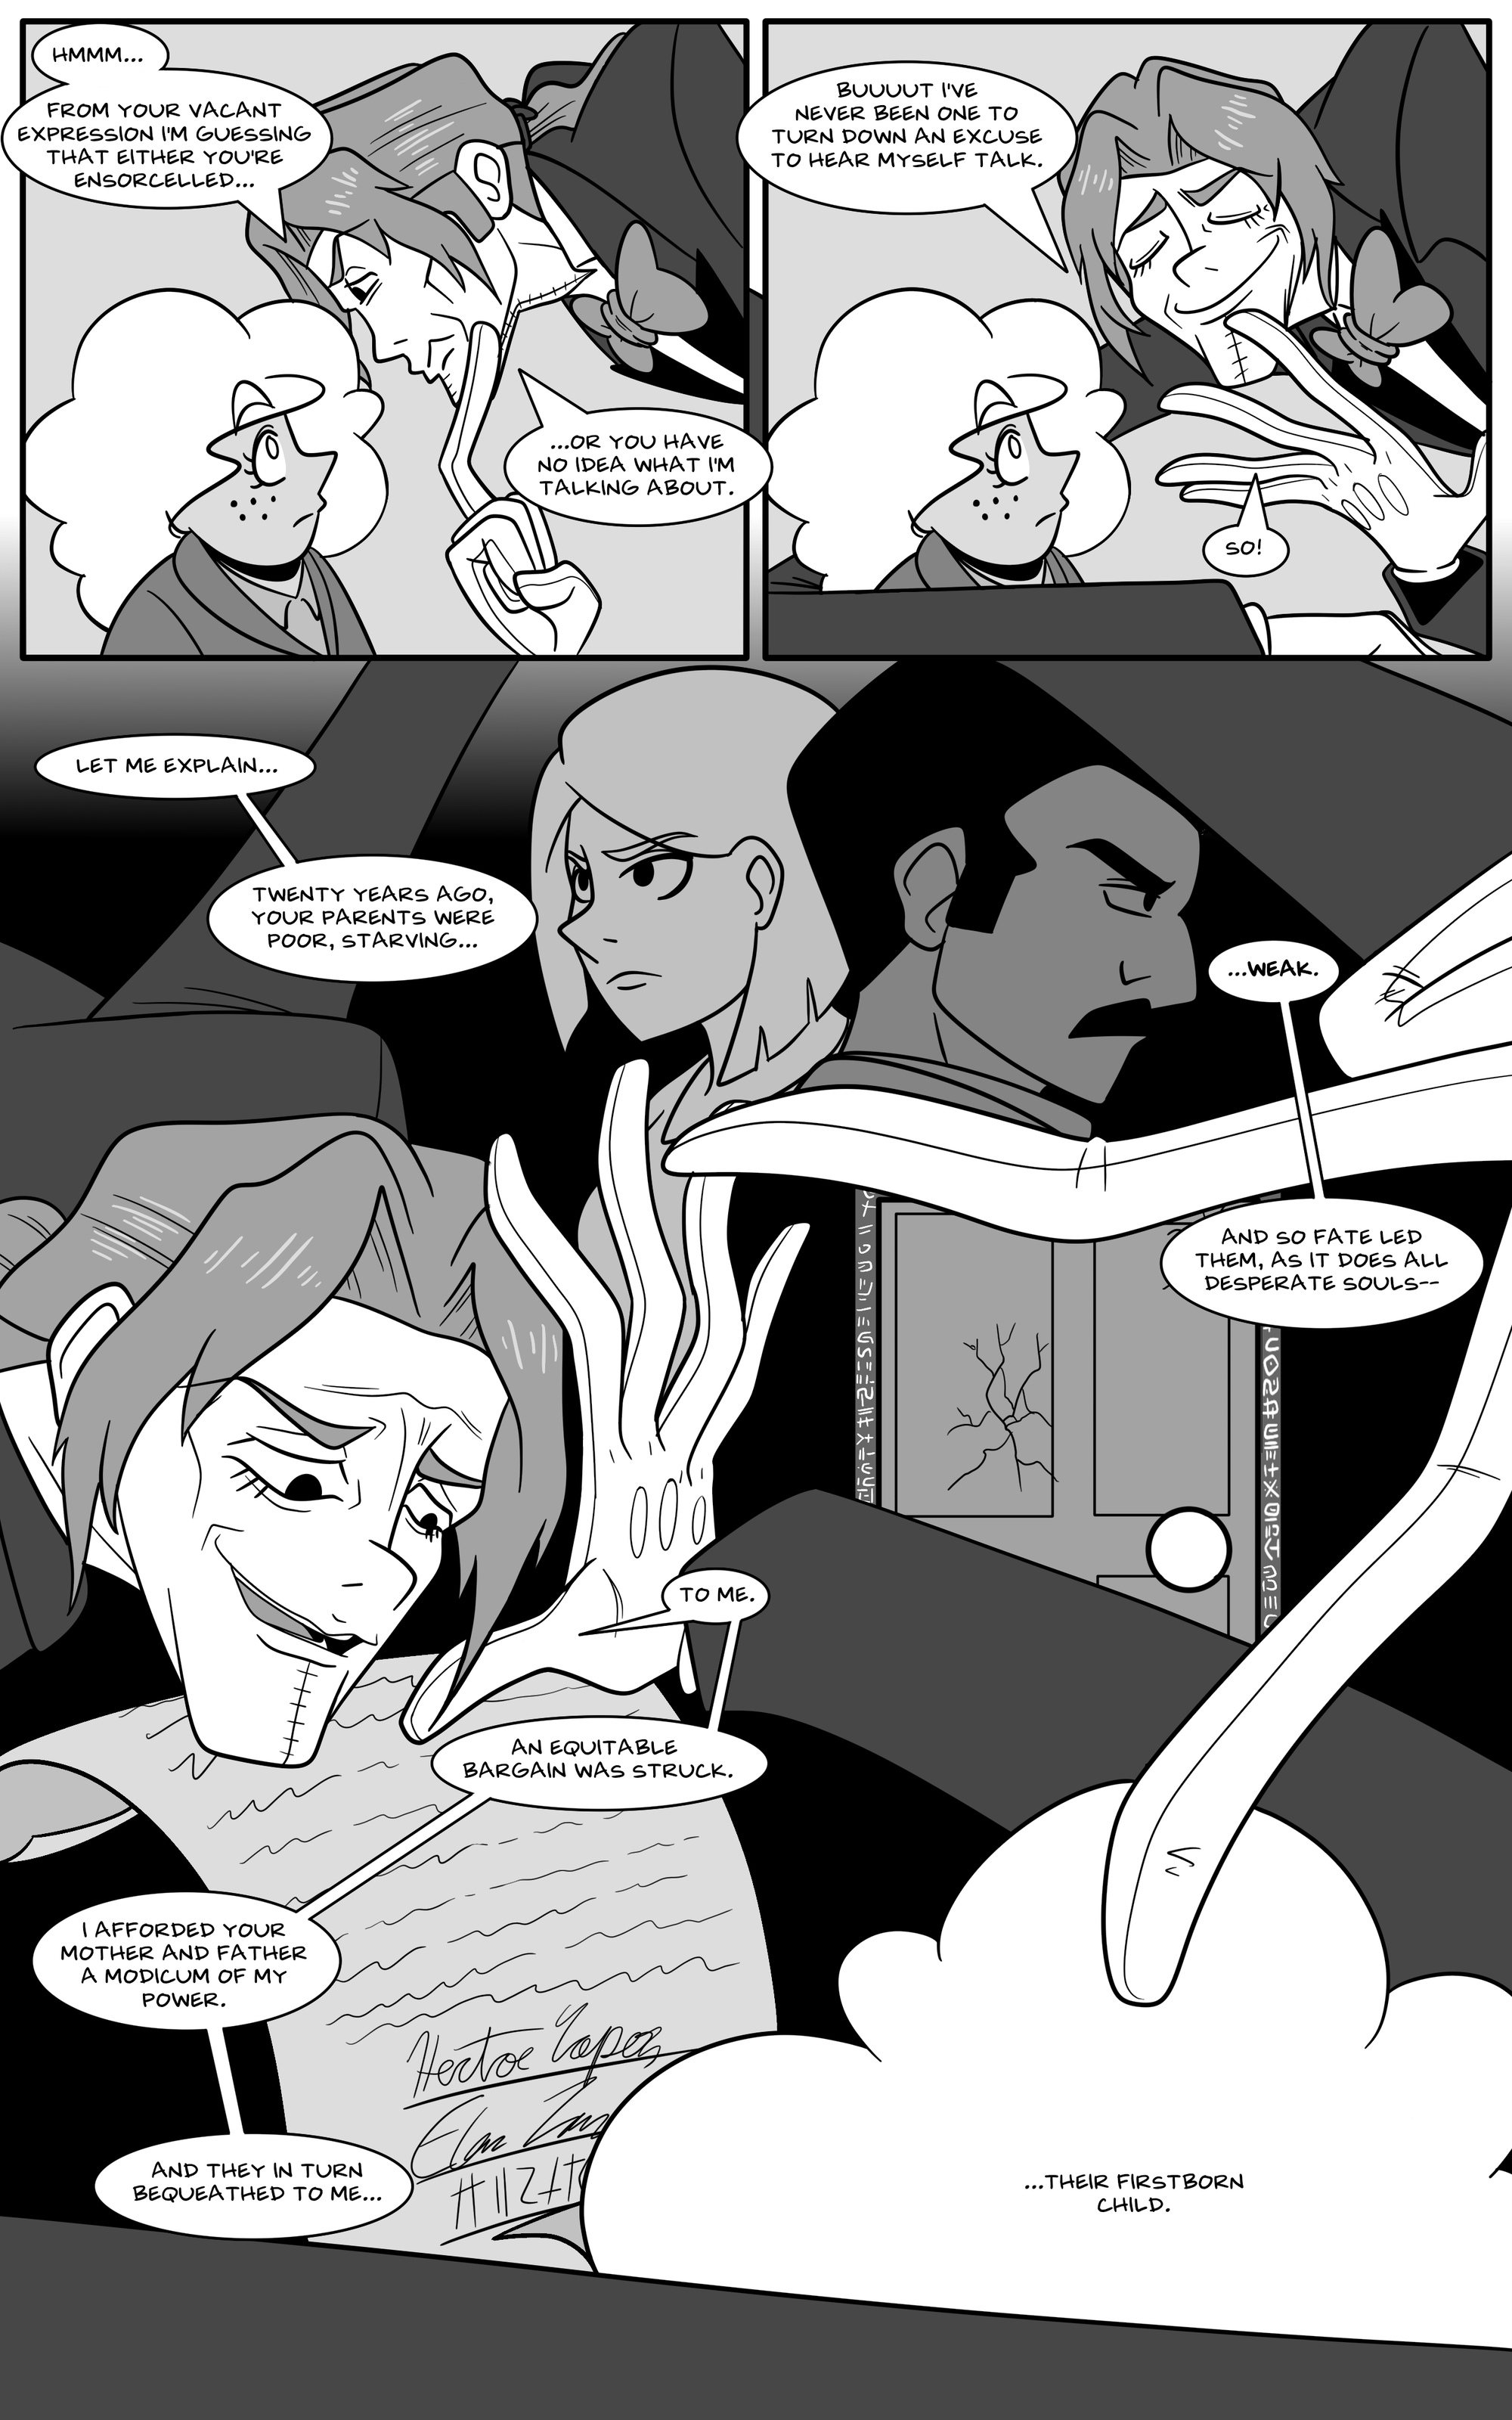 HMMM...
FROM YOUR VACANT
EXPRESSION I'M GUESSING
THAT EITHER YOU'RE
ENSORCELLED...
...OR YOU HAVE
NO IDEA WHAT I'M
TALKING ABOUT.
BUUUUT I'VE
NEVER BEEN ONE TO
TURN DOWN AN EXCUSE
TO HEAR MYSELF TALK.
SO!
LET ME EXPLAIN...
TWENTY YEARS AGO,
YOUR PARENTS WERE
POOR, STARVING...
...WEAK.
AND SO FATE LED
THEM, AS IT DOES ALL
DESPERATE SOULS--
TO ME.
AN EQUITABLE
BARGAIN WAS STRUCK.
I AFFORDED YOUR
MOTHER AND FATHER
A MODICUM OF MY
POWER.
AND THEY IN TURN
BEQUEATHED TO ME...
...THEIR FIRSTBORN
CHILD.